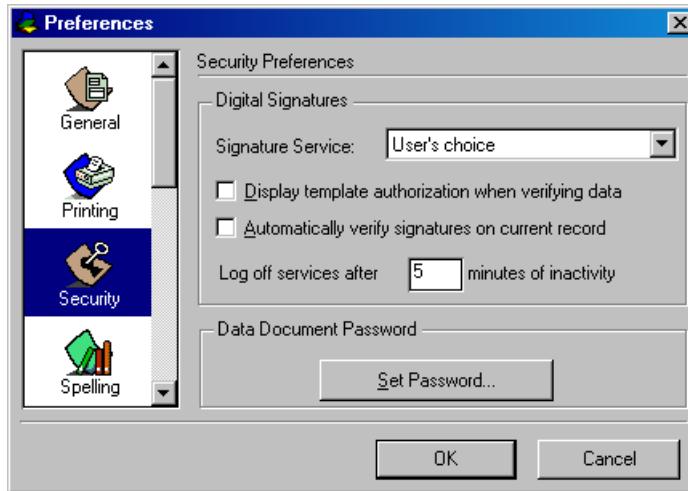 Preferences
General
Printing
Security
Spelling
Security Preferences
Digital Signatures
Signature Service: User's choice
Display template authorization when verifying data
Automatically verify signatures on current record
Log off services after 5 minutes of inactivity
Data Document Password
Set Password...
OK Cancel